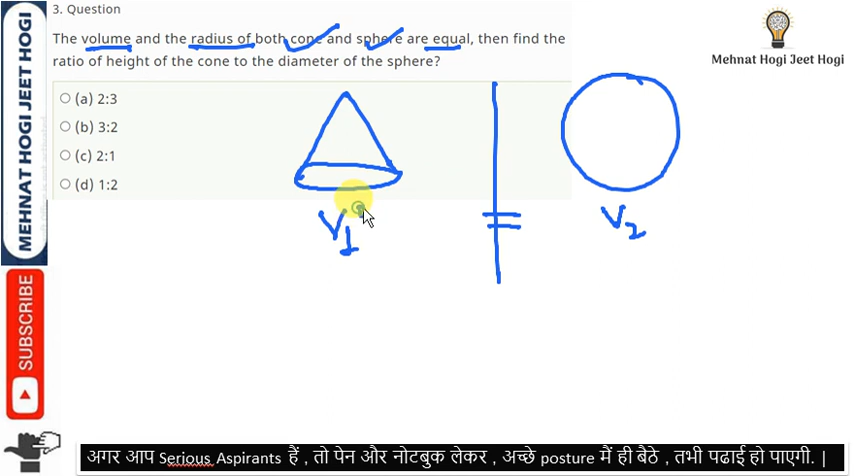 MEHNAT HOGI JEET HOGI
3. Question
The volume and the radius of both cone and sphere are equal, then find the
ratio of height of the cone to the diameter of the sphere?
(a) 2:3
(b) 3:2
(c) 2:1
(d) 1:2
V1
V2
Mehnat Hogi Jeet Hogi
SUBSCRIBE
अगर आप Serious Aspirants हैं , तो पेन और नोटबुक लेकर , अच्छे posture मैं ही बैठे , तभी पढाई हो पाएगी. |